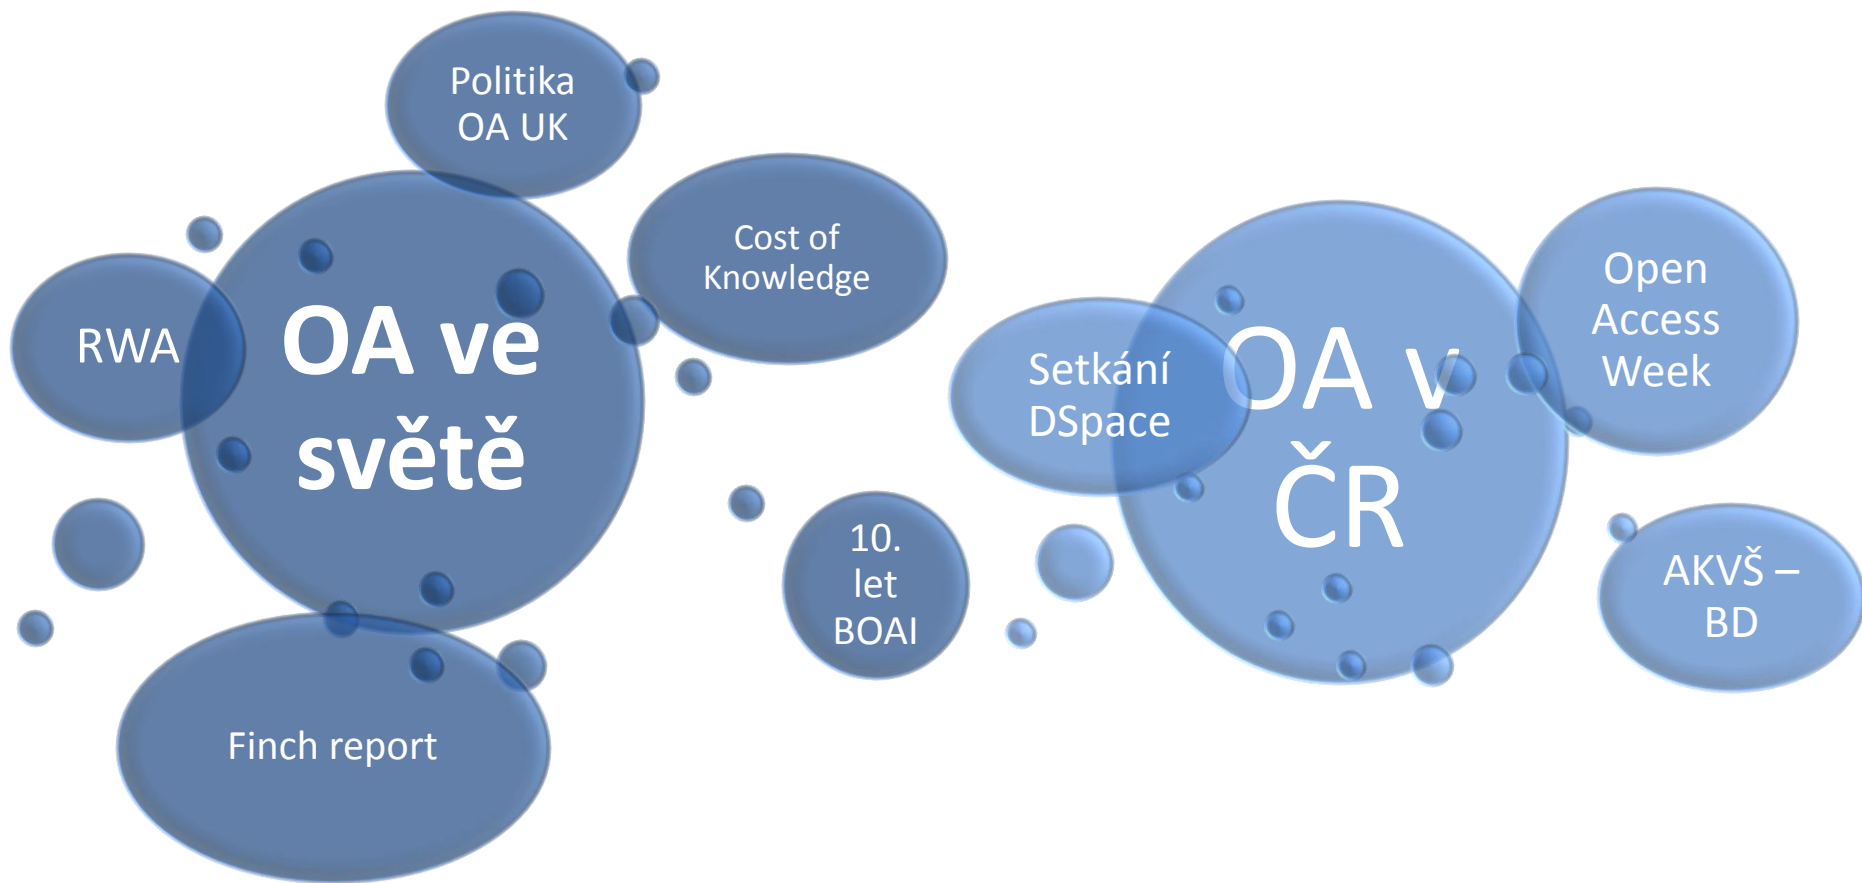 Politika
OA UK
Cost of
Knowledge
RWA
OA ve
světě
10.
let
BOAI
Finch report
Setkání
DSpace
OA v
ČR
Open
Access
Week
AKVŠ –
BD